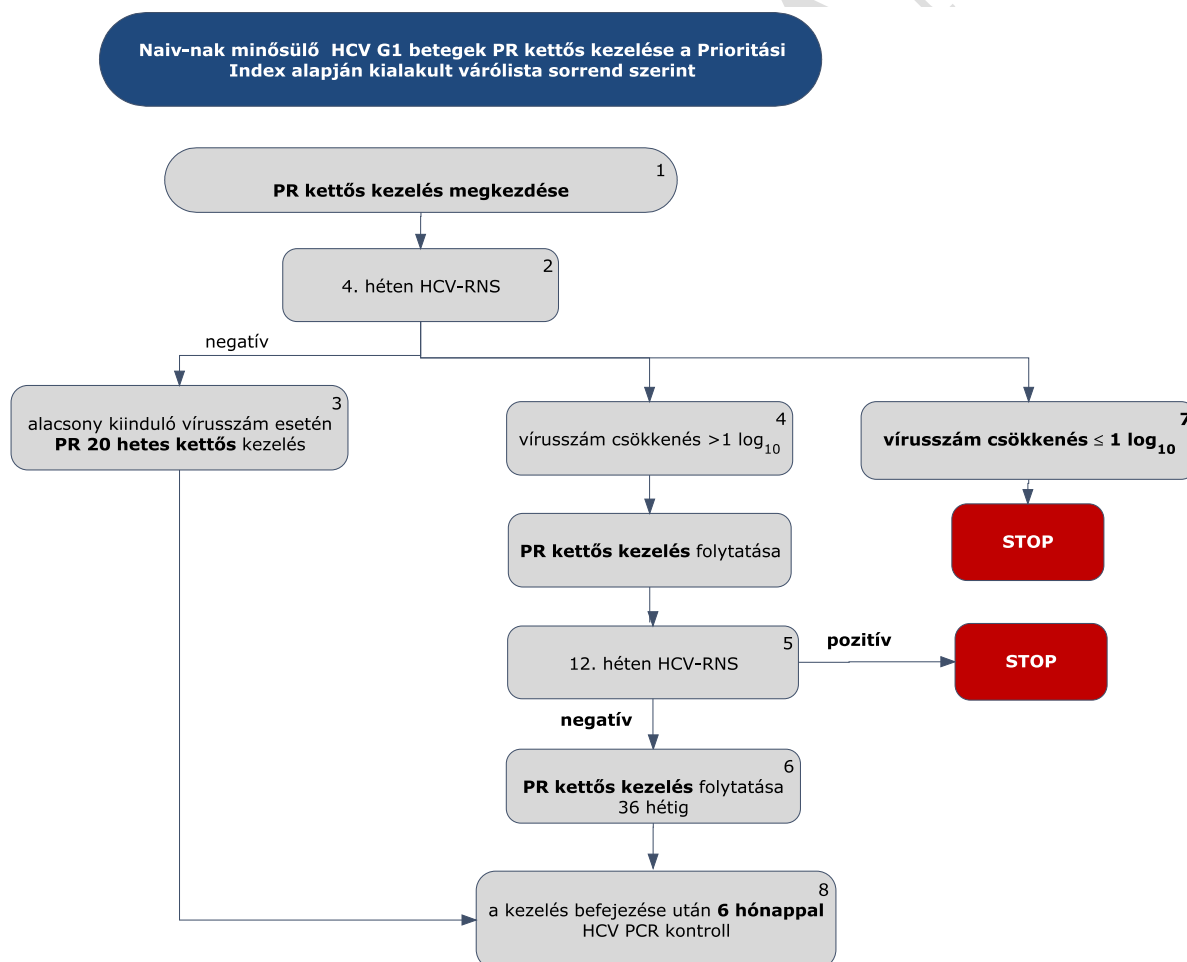 Naiv-nak minősülő HCV G1 betegek PR kettős kezelése a Prioritási
Index alapján kialakult várólista sorrend szerint
1
PR kettős kezelés megkezdése
2
4. héten HCV-RNS
negatív
3
alacsony kiinduló vírusszám esetén
PR 20 hetes kettős kezelés
4
vírusszám csökkenés >1 log10
7
vírusszám csökkenés ≤ 1 log10
PR kettős kezelés folytatása
STOP
5
12. héten HCV-RNS
pozitív
STOP
negatív
6
PR kettős kezelés folytatása
36 hétig
8
a kezelés befejezése után 6 hónappal
HCV PCR kontroll